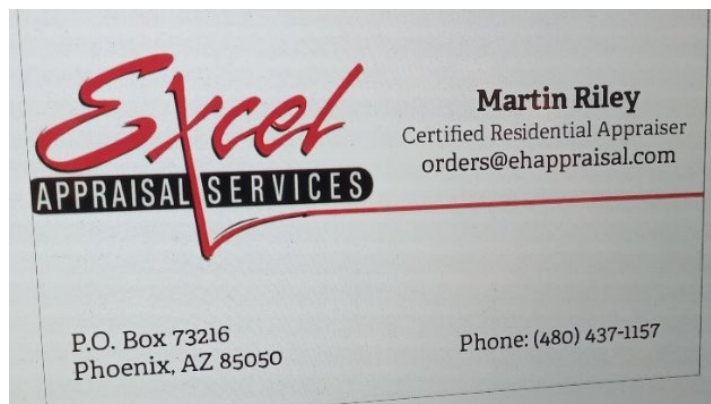 Excel
APPRAISAL SERVICES
Martin Riley
Certified Residential Appraiser
orders@ehappraisal.com
P.O. Box 73216
Phoenix, AZ 85050
Phone: (480) 437-1157